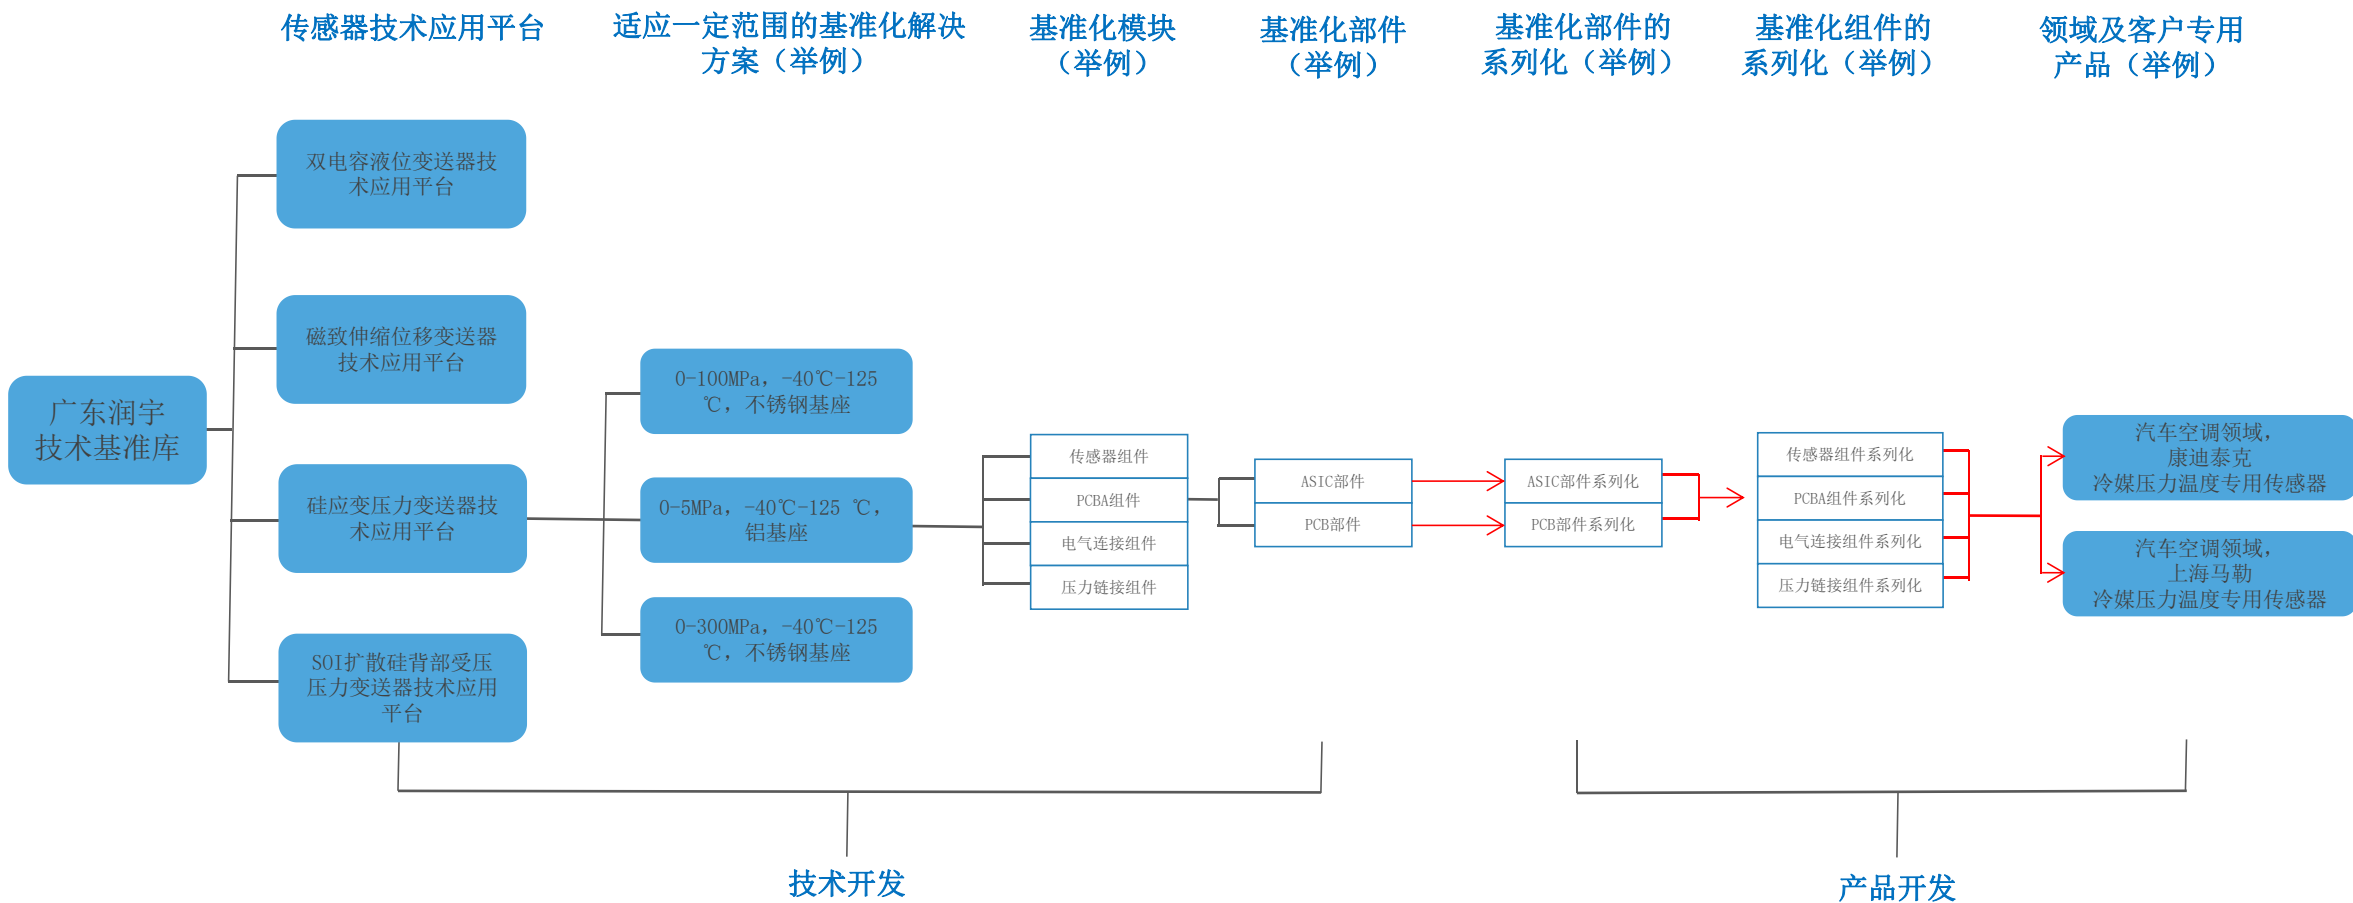 传感器技术应用平台
适应一定范围的基准化解决
方案（举例）
基准化模块
（举例）
基准化部件
（举例）
基准化部件的
系列化（举例）
基准化组件的
系列化（举例）
领域及客户专用
产品（举例）
广东润宇
技术基准库
双电容液位变送器技
术应用平台
磁致伸缩位移变送器
技术应用平台
硅应变压力变送器技
术应用平台
SOI扩散硅背部受压
压力变送器技术应用
平台
0-100MPa，-40℃-125
℃，不锈钢基座
0-5MPa，-40℃-125 ℃，
铝基座
0-300MPa，-40℃-125
℃，不锈钢基座
传感器组件
PCBA组件
电气连接组件
压力链接组件
ASIC部件
PCB部件
ASIC部件系列化
PCB部件系列化
传感器组件系列化
PCBA组件系列化
电气连接组件系列化
压力链接组件系列化
汽车空调领域，
康迪泰克
冷媒压力温度专用传感器
汽车空调领域，
上海马勒
冷媒压力温度专用传感器
技术开发
产品开发